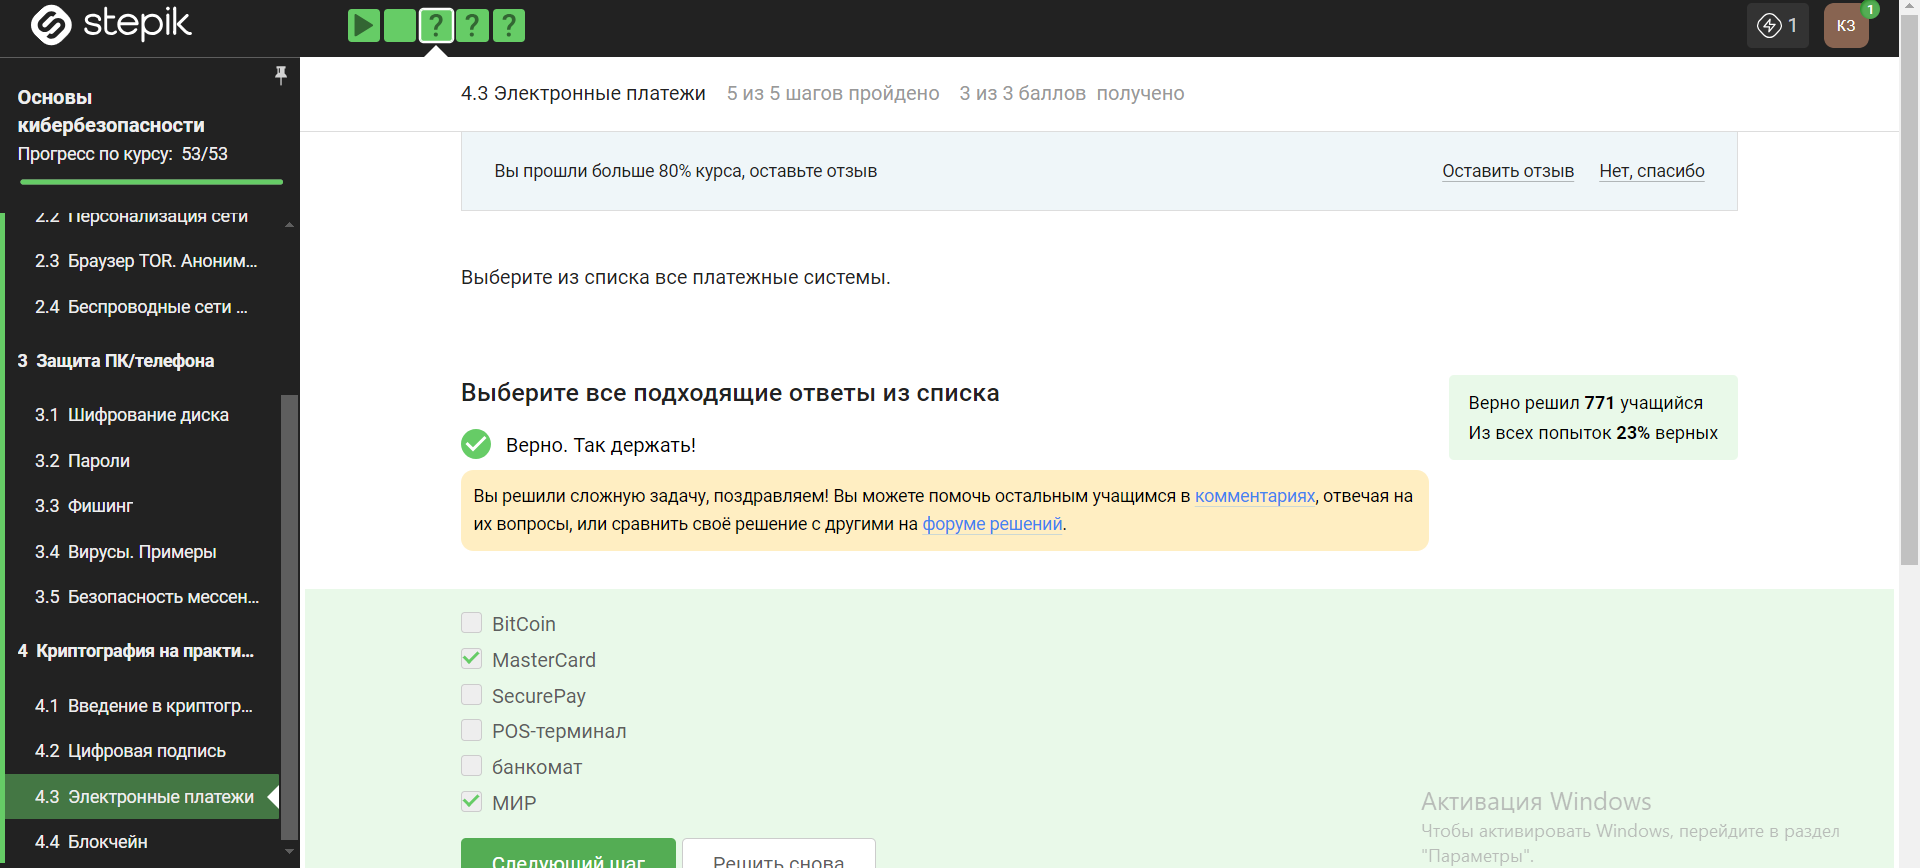 stepik
? ? ?
1
КЗ
1
Основы
кибербезопасности
Прогресс по курсу: 53/53
2.2 Персонализация сети
2.3 Браузер TOR. Аноним...
2.4 Беспроводные сети ...
3 Защита ПК/телефона
3.1 Шифрование диска
3.2 Пароли
3.3 Фишинг
3.4 Вирусы. Примеры
3.5 Безопасность мессен...
4 Криптография на практи...
4.1 Введение в криптогр...
4.2 Цифровая подпись
4.3 Электронные платежи
4.4 Блокчейн
4.3 Электронные платежи 5 из 5 шагов пройдено 3 из 3 баллов получено
Вы прошли больше 80% курса, оставьте отзыв Оставить отзыв Нет, спасибо
Выберите из списка все платежные системы.
Выберите все подходящие ответы из списка
Верно. Так держать!
Верно решил 771 учащийся
Из всех попыток 23% верных
Вы решили сложную задачу, поздравляем! Вы можете помочь остальным учащимся в комментариях, отвечая на
их вопросы, или сравнить своё решение с другими на форуме решений.
BitCoin
MasterCard
SecurePay
POS-терминал
банкомат
МИР
Следующий шаг Решить снова
Активация Windows
Чтобы активировать Windows, перейдите в раздел
"Параметры".